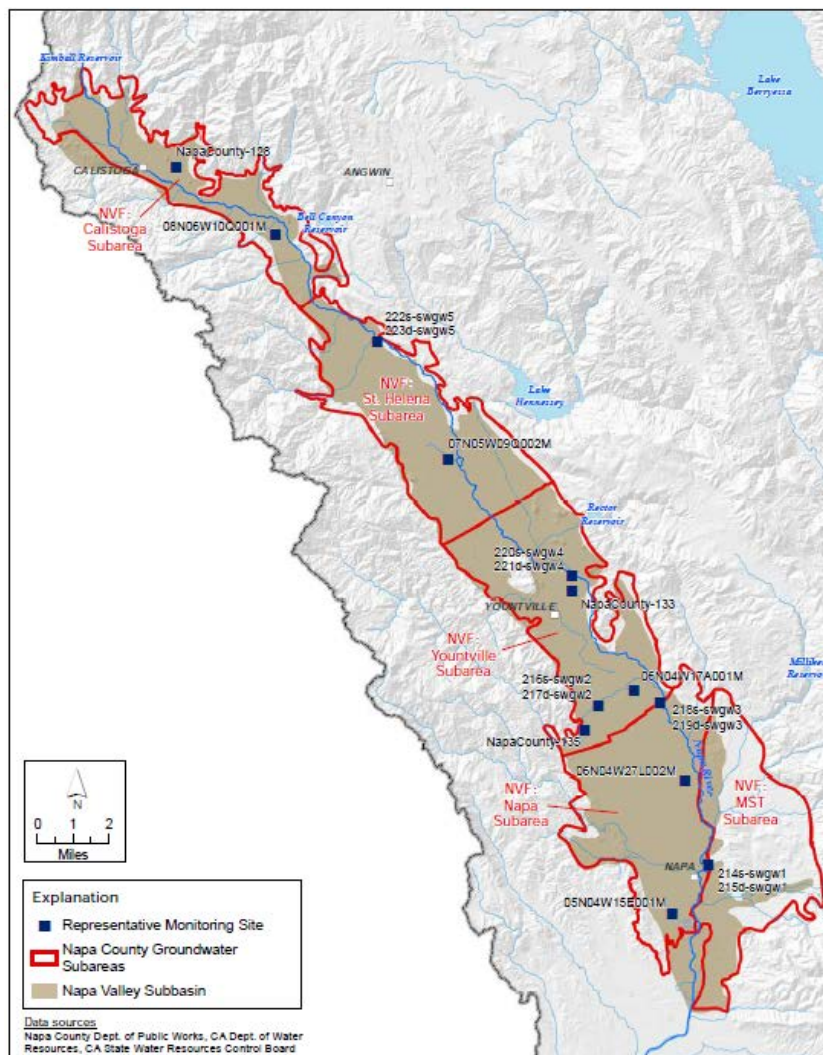 Kimball Reservoir
Lake
Berryessa
NapaCounty-128
CALISTOGA
ANGWIN
NVF:
Calistoga
Subarea
08N06W10Q001M
Bell Canyon
Reservoir
222s-swgw5
223d-swgw5
NVF:
St. Helena
Subarea
Lake
Hennessey
07N05W09Q002M
Rector
Reservoir
220s-swgw4
221d-swgw4
NapaCounty-133
YOUNTVILLE
NVF:
Yountville
Subarea
Milliken
Reservoir
06N04W17A001M
216s-swgw2
217d-swgw2
218s-swgw3
219d-swgw3
NapaCounty-135
Napa River
06N04W27L002M
NVF:
Napa
Subarea
NVF:
MST
Subarea
NAPA
214s-swgw1
215d-swgw1
05N04W15E001M
N
0 1 2
Miles
Explanation
Representative Monitoring Site
Napa County Groundwater
Subareas
Napa Valley Subbasin
Data sources
Napa County Dept. of Public Works, CA Dept. of Water
Resources, CA State Water Resources Control Board